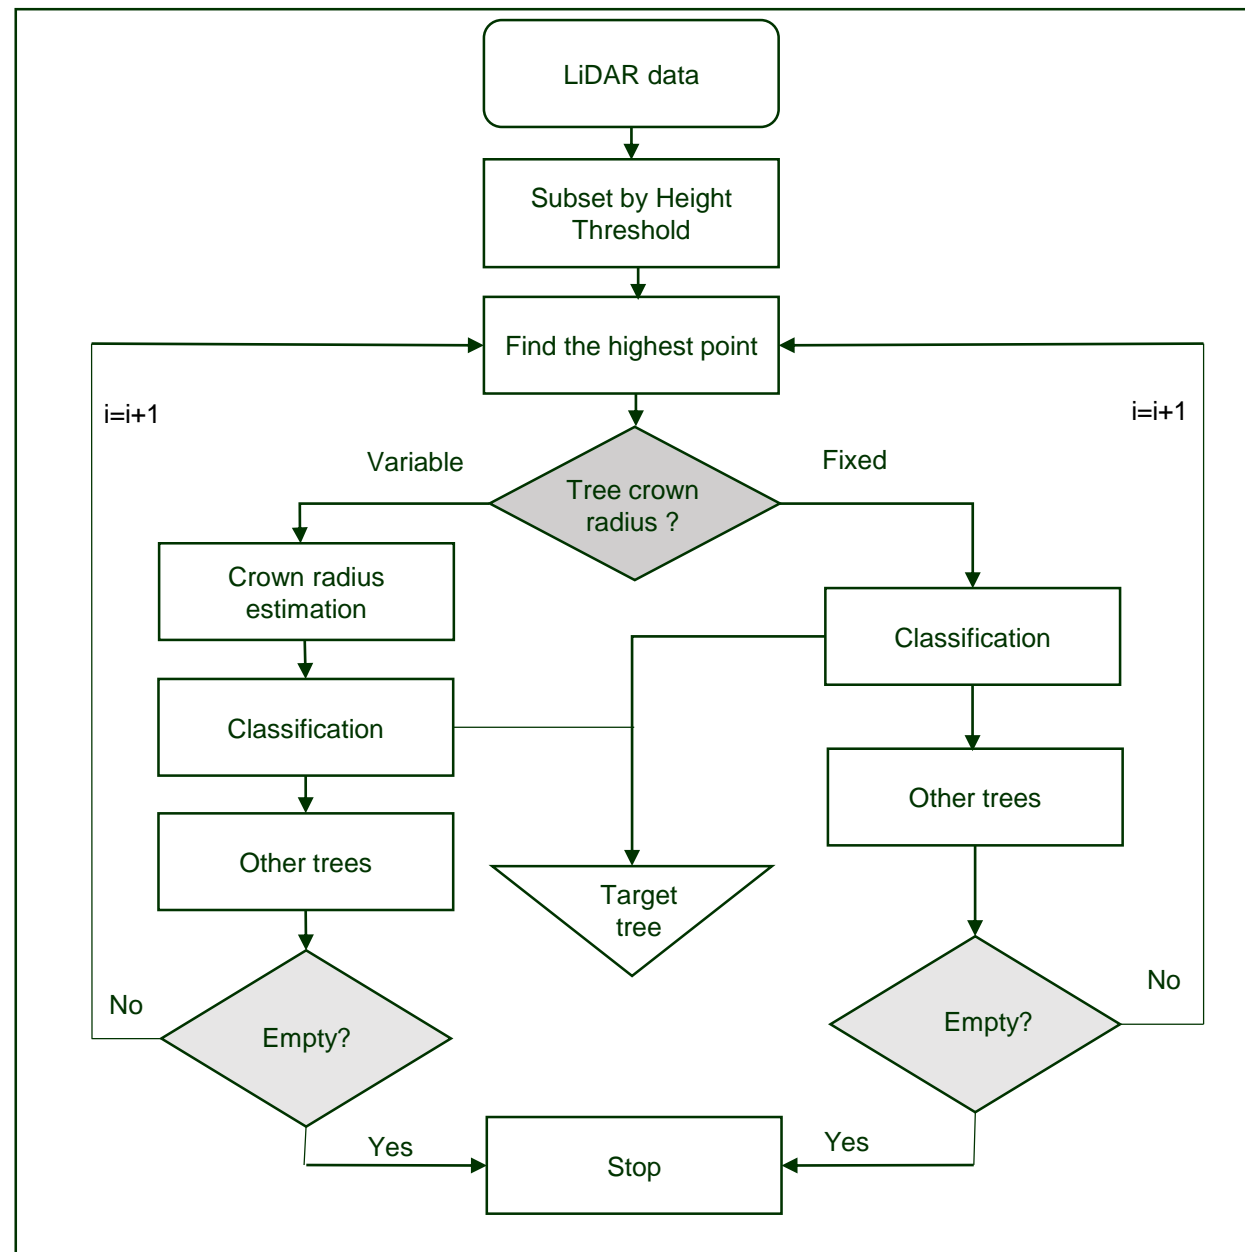 LiDAR data
Subset by Height
Threshold
Find the highest point
i=i+1
i=i+1
Variable
Fixed
Tree crown
radius ?
Crown radius
estimation
Classification
Classification
Other trees
Other trees
Target
tree
No
No
Empty?
Empty?
Yes
Yes
Stop